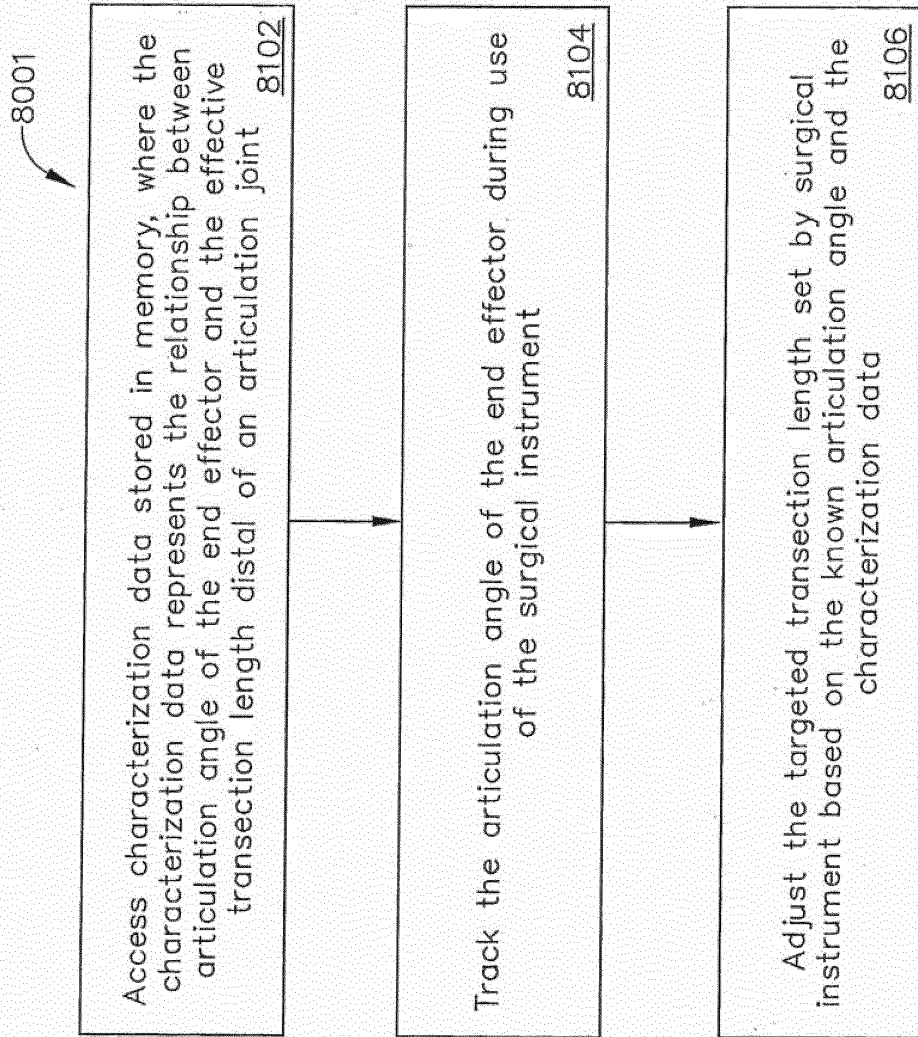 8001
Access characterization data stored in memory, where the
characterization data represents the relationship between
articulation angle of the end effector and the effective
transection length distal of an articulation joint
8102
Track the articulation angle of the end effector during use
of the surgical instrument
8104
Adjust the targeted transection length set by surgical
instrument based on the known articulation angle and the
characterization data
8106